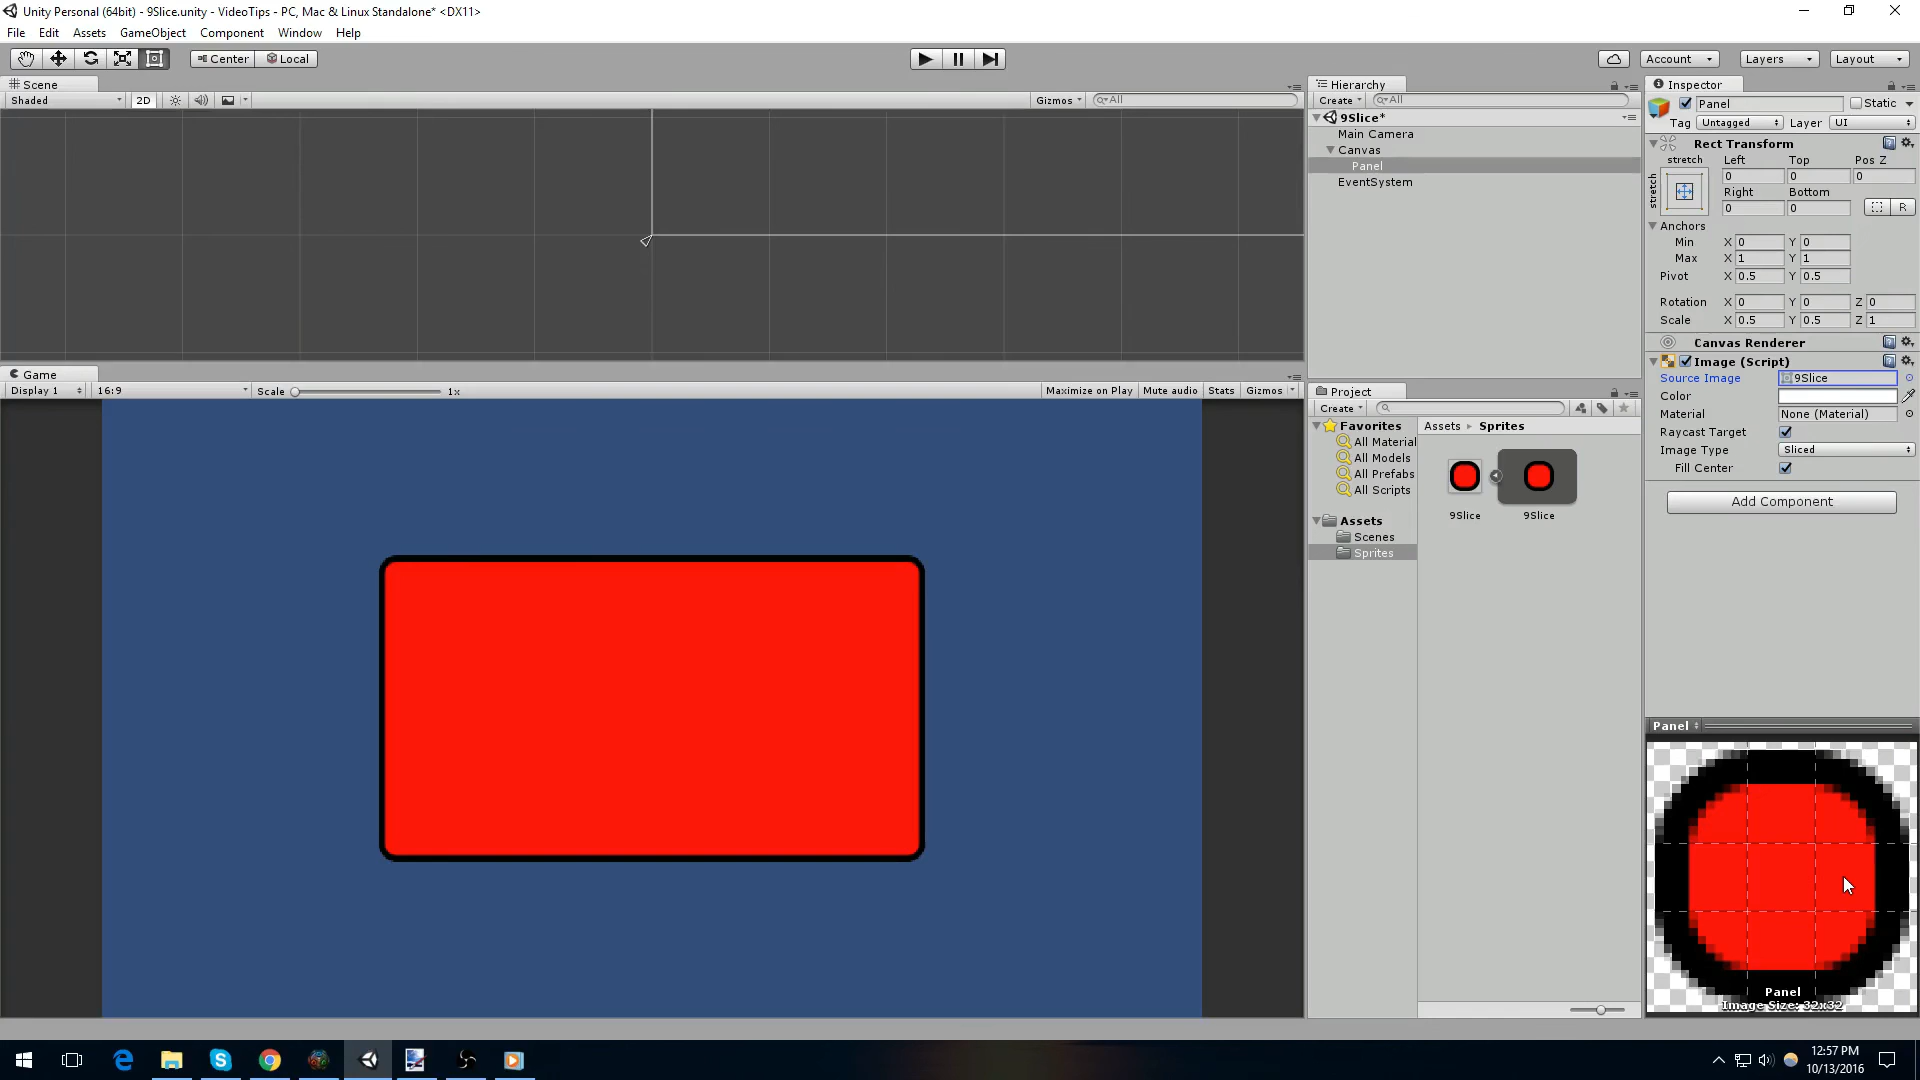 Unity Personal (64bit) - 9Slice.unity - VideoTips - PC, Mac & Linux Standalone* <DX11>
File Edit Assets GameObject Component Window Help
Center Local
Account Layers Layout
Scene
Shaded 2D Gizmos All
Hierarchy
Create All
9Slice*
Main Camera
Canvas
Panel
EventSystem
Inspector
Panel Static
Tag Untagged Layer UI
Rect Transform
stretch Left Top Pos Z
stretch
0 0 0
Right Bottom
0 0 R
Anchors
Min X 0 Y 0
Max X 1 Y 1
Pivot X 0.5 Y 0.5
Rotation X 0 Y 0 Z 0
Scale X 0.5 Y 0.5 Z 1
Canvas Renderer
Image (Script)
Source Image 9Slice
Color
Material None (Material)
Raycast Target
Image Type Sliced
Fill Center
Add Component
Game
Display 1 16:9 Scale 1x Maximize on Play Mute audio Stats Gizmos
Project
Create
Favorites
All Material
All Models
All Prefabs
All Scripts
Assets
Scenes
Sprites
Assets Sprites
9Slice 9Slice
Panel
Panel
Image Size: 32x32
12:57 PM
10/13/2016